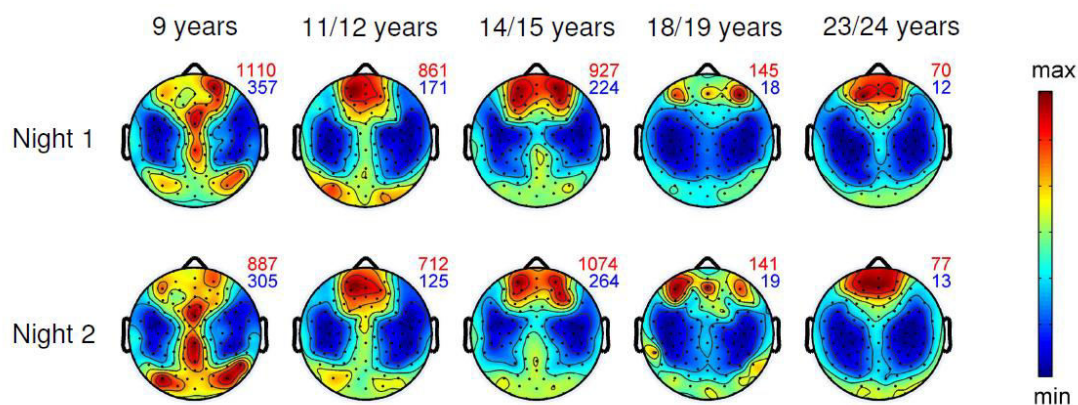 9 years 11/12 years 14/15 years 18/19 years 23/24 years
1110 861 927 145 70 max
357 171 224 18 12
Night 1
887 712 1074 141 77
305 125 264 19 13
Night 2
min